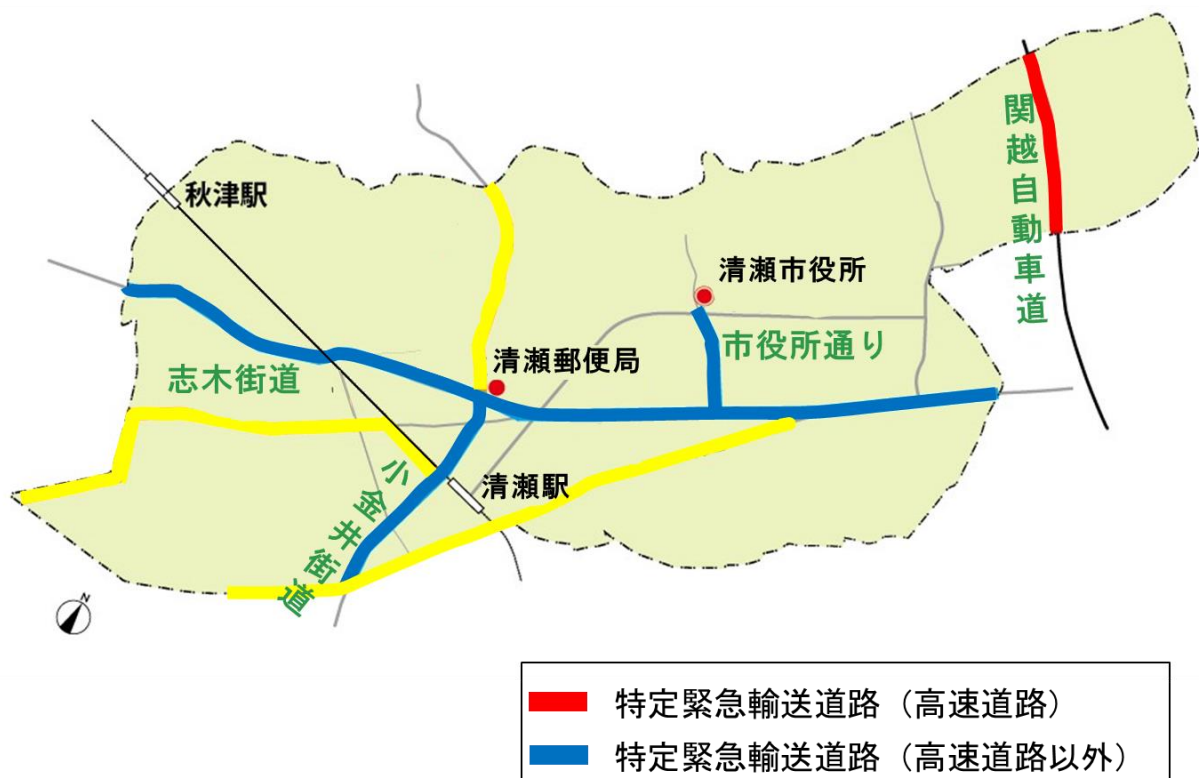 関越自動車道
秋津駅
清瀬市役所
市役所通り
清瀬郵便局
志木街道
清瀬駅
小金井街道
N
特定緊急輸送道路（高速道路）
特定緊急輸送道路（高速道路以外）